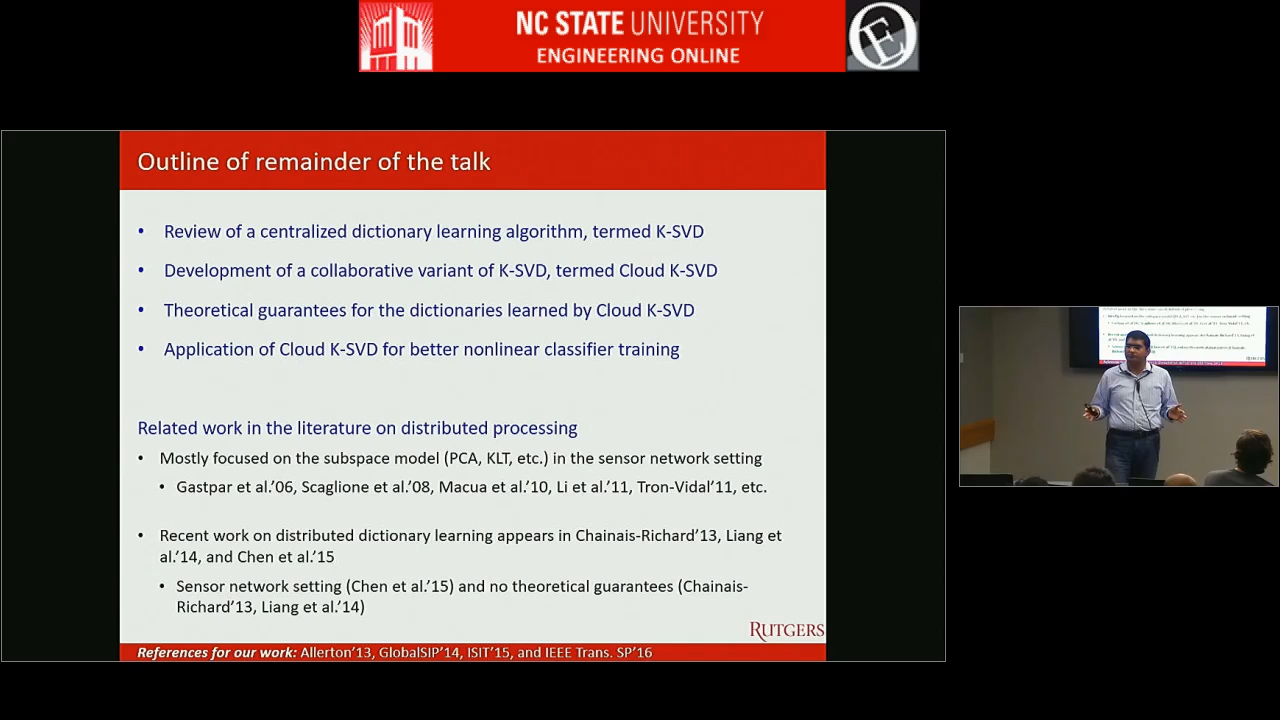 NC STATE UNIVERSITY
ENGINEERING ONLINE
Outline of remainder of the talk
• Review of a centralized dictionary learning algorithm, termed K-SVD
• Development of a collaborative variant of K-SVD, termed Cloud K-SVD
• Theoretical guarantees for the dictionaries learned by Cloud K-SVD
• Application of Cloud K-SVD for better nonlinear classifier training
Related work in the literature on distributed processing
• Mostly focused on the subspace model (PCA, KLT, etc.) in the sensor network setting
• Gastpar et al.’06, Scaglione et al.’08, Macua et al.’10, Li et al.’11, Tron-Vidal’11, etc.
• Recent work on distributed dictionary learning appears in Chainais-Richard’13, Liang et
al.’14, and Chen et al.’15
• Sensor network setting (Chen et al.’15) and no theoretical guarantees (Chainais-
Richard’13, Liang et al.’14)
RUTGERS
References for our work: Allerton’13, GlobalSIP’14, ISIT’15, and IEEE Trans. SP’16